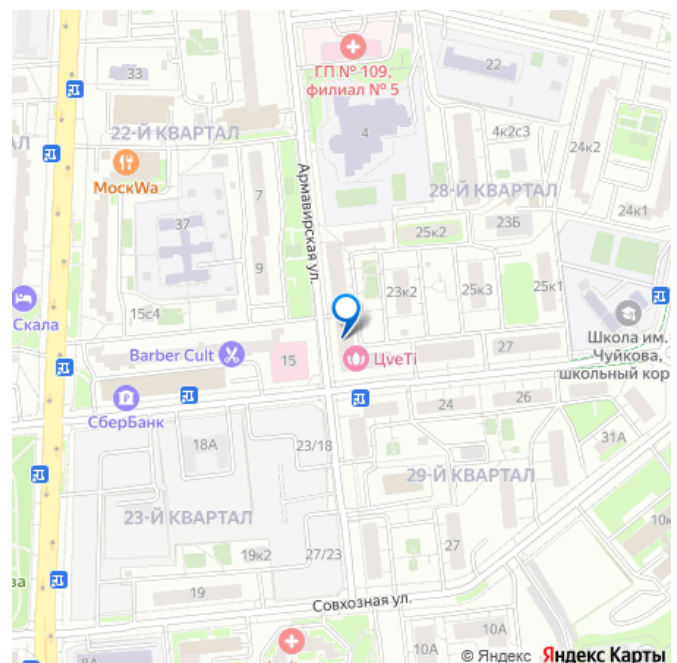 ГП № 109,
филиал № 5
33
22
22-Й КВАРТАЛ
4
4к2с3
24к2
МоскWа
Армавирская ул.
7
28-Й КВАРТАЛ
24к1
37
25к2
23Б
9
23к2
25к3
25к1
15с4
Скала
Школа им.
Чуйкова,
школьный кор
Barber Cult
15
ЦveTi
27
СберБанк
24
26
18А
23/18
31А
29-Й КВАРТАЛ
23-Й КВАРТАЛ
19к2
27/23
27
10к
19
Совхозная ул.
10А
10А
8А
© Яндекс Яндекс Карты